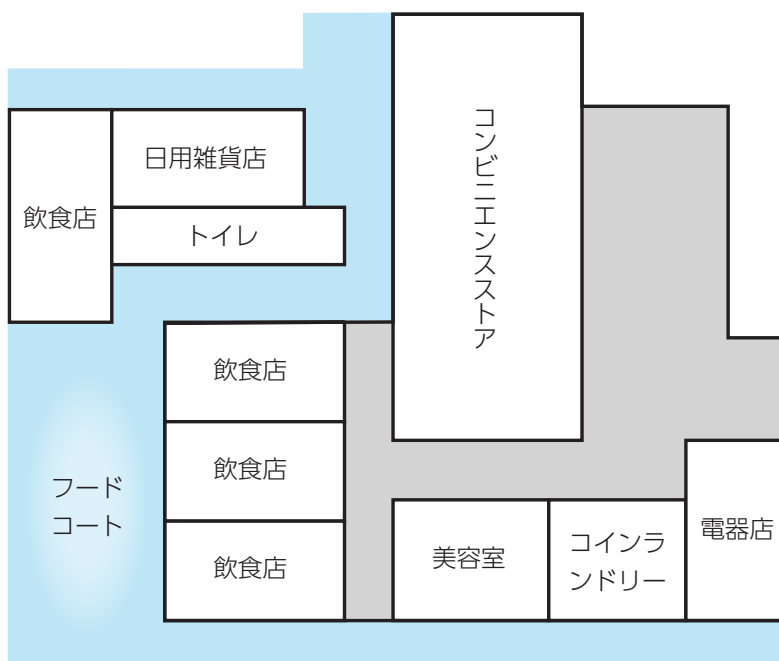 コンビニエンスストア
日用雑貨店
飲食店
トイレ
飲食店
飲食店
フード
コート
飲食店
美容室
コインラ
ンドリー
電器店